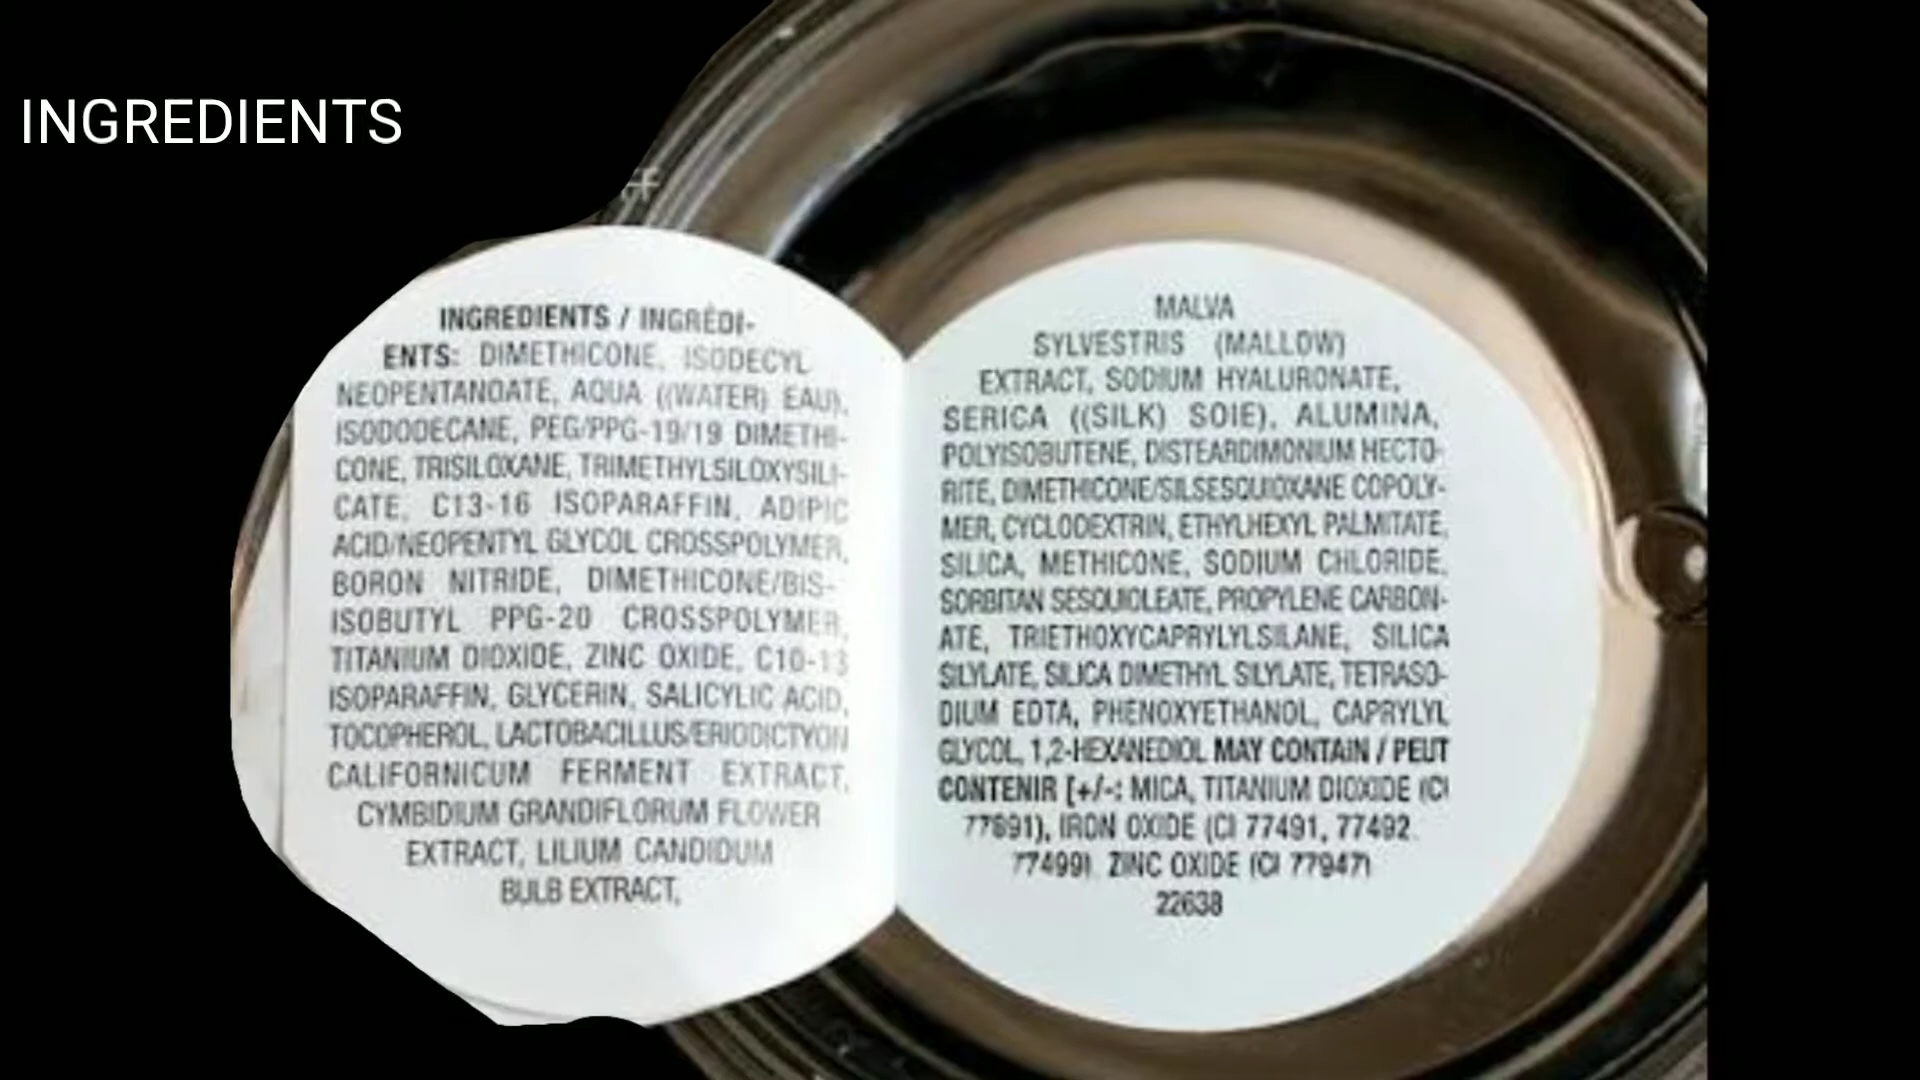 INGREDIENTS
INGREDIENTS / INGRÉDI-
ENTS: DIMETHICONE, ISODECYL
NEOPENTANOATE, AQUA ((WATER) EAU),
ISODODECANE, PEG/PPG-19/19 DIMETHI-
CONE, TRISILOXANE, TRIMETHYLSILOXYSILI-
CATE, C13-16 ISOPARAFFIN, ADIPIC
ACID/NEOPENTYL GLYCOL CROSSPOLYMER,
BORON NITRIDE, DIMETHICONE/BIS-
ISOBUTYL PPG-20 CROSSPOLYMER,
TITANIUM DIOXIDE, ZINC OXIDE, C10-13
ISOPARAFFIN, GLYCERIN, SALICYLIC ACID,
TOCOPHEROL, LACTOBACILLUS/ERIODICTYON
CALIFORNICUM FERMENT EXTRACT,
CYMBIDIUM GRANDIFLORUM FLOWER
EXTRACT, LILIUM CANDIDUM
BULB EXTRACT,
MALVA
SYLVESTRIS (MALLOW)
EXTRACT, SODIUM HYALURONATE,
SERICA ((SILK) SOIE), ALUMINA,
POLYISOBUTENE, DISTEARDIMONIUM HECTO-
RITE, DIMETHICONE/SILSESQUIOXANE COPOLY-
MER, CYCLODEXTRIN, ETHYLHEXYL PALMITATE,
SILICA, METHICONE, SODIUM CHLORIDE,
SORBITAN SESQUIOLEATE, PROPYLENE CARBON-
ATE, TRIETHOXYCAPRYLYLSILANE, SILICA
SILYLATE, SILICA DIMETHYL SILYLATE, TETRASO-
DIUM EDTA, PHENOXYETHANOL, CAPRYLYL
GLYCOL, 1,2-HEXANEDIOL MAY CONTAIN / PEUT
CONTENIR [+/-: MICA, TITANIUM DIOXIDE (CI
77891), IRON OXIDE (CI 77491, 77492,
77499), ZINC OXIDE (CI 77947)
22638